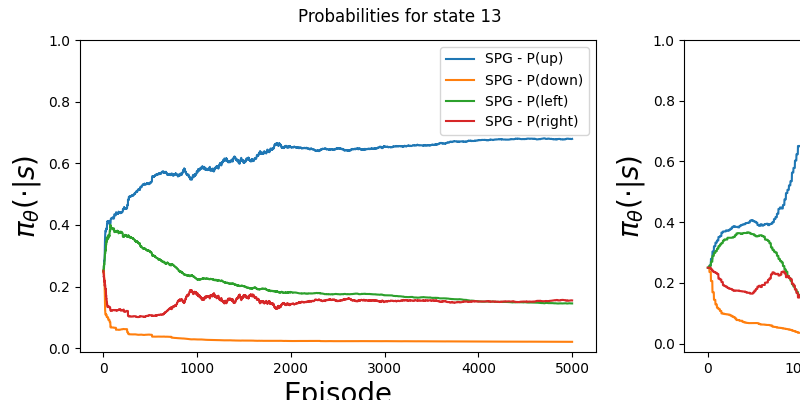 Probabilities for state 13
1.0
0.8
0.6
0.4
0.2
0.0
π_θ(·|s)
SPG - P(up)
SPG - P(down)
SPG - P(left)
SPG - P(right)
0 1000 2000 3000 4000 5000
Episode
1.0
0.8
0.6
0.4
0.2
0.0
π_θ(·|s)
0